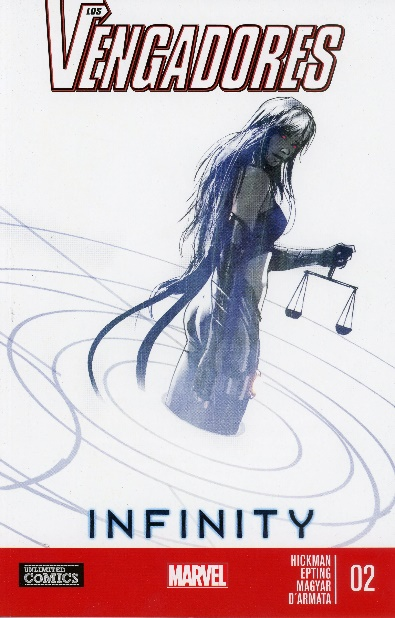 LOS
VENGADORES
INFINITY
UNLIMITED
COMICS
MARVEL
HICKMAN
EPTING
MAGYAR
D'ARMATA
02